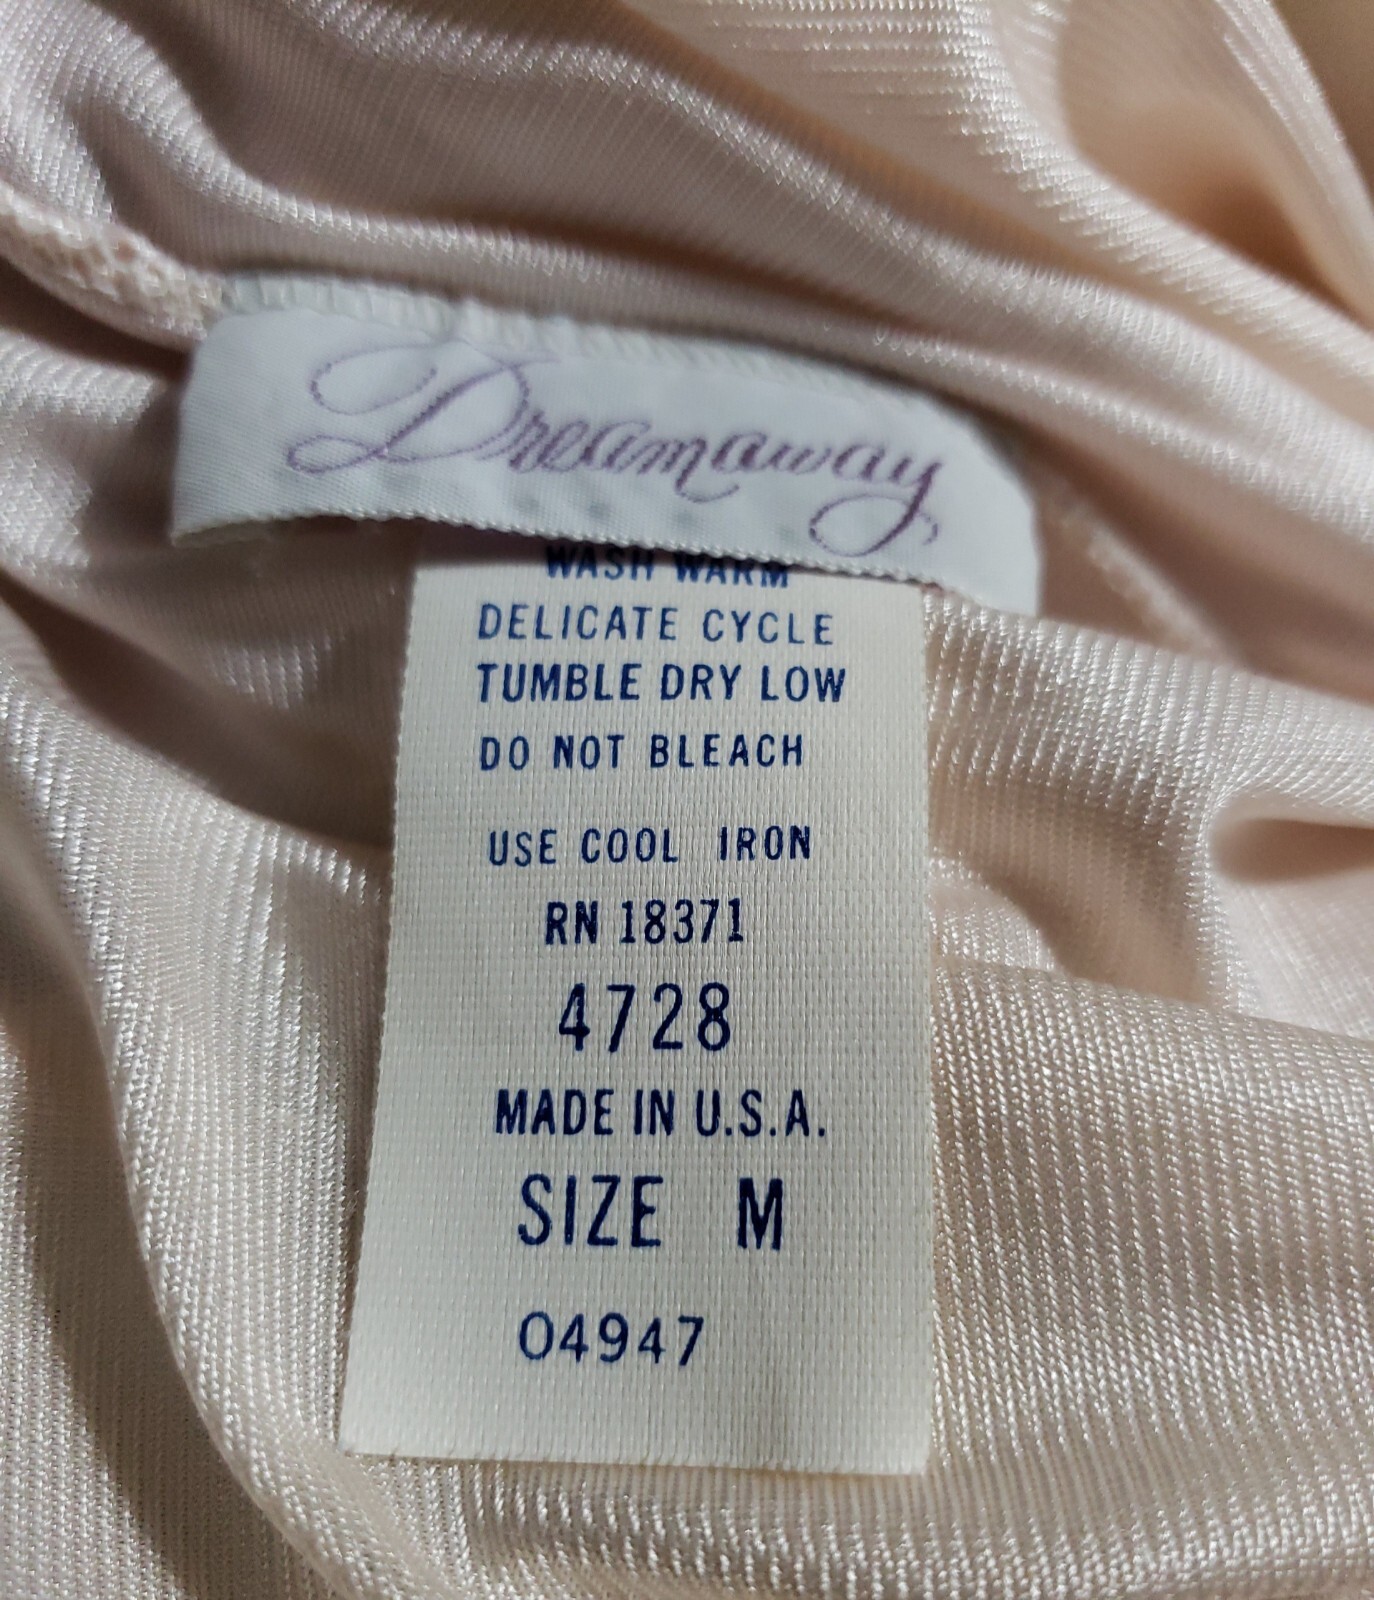 Dreamaway
WASH WARM
DELICATE CYCLE
TUMBLE DRY LOW
DO NOT BLEACH
USE COOL IRON
RN 18371
4728
MADE IN U.S.A.
SIZE M
04947